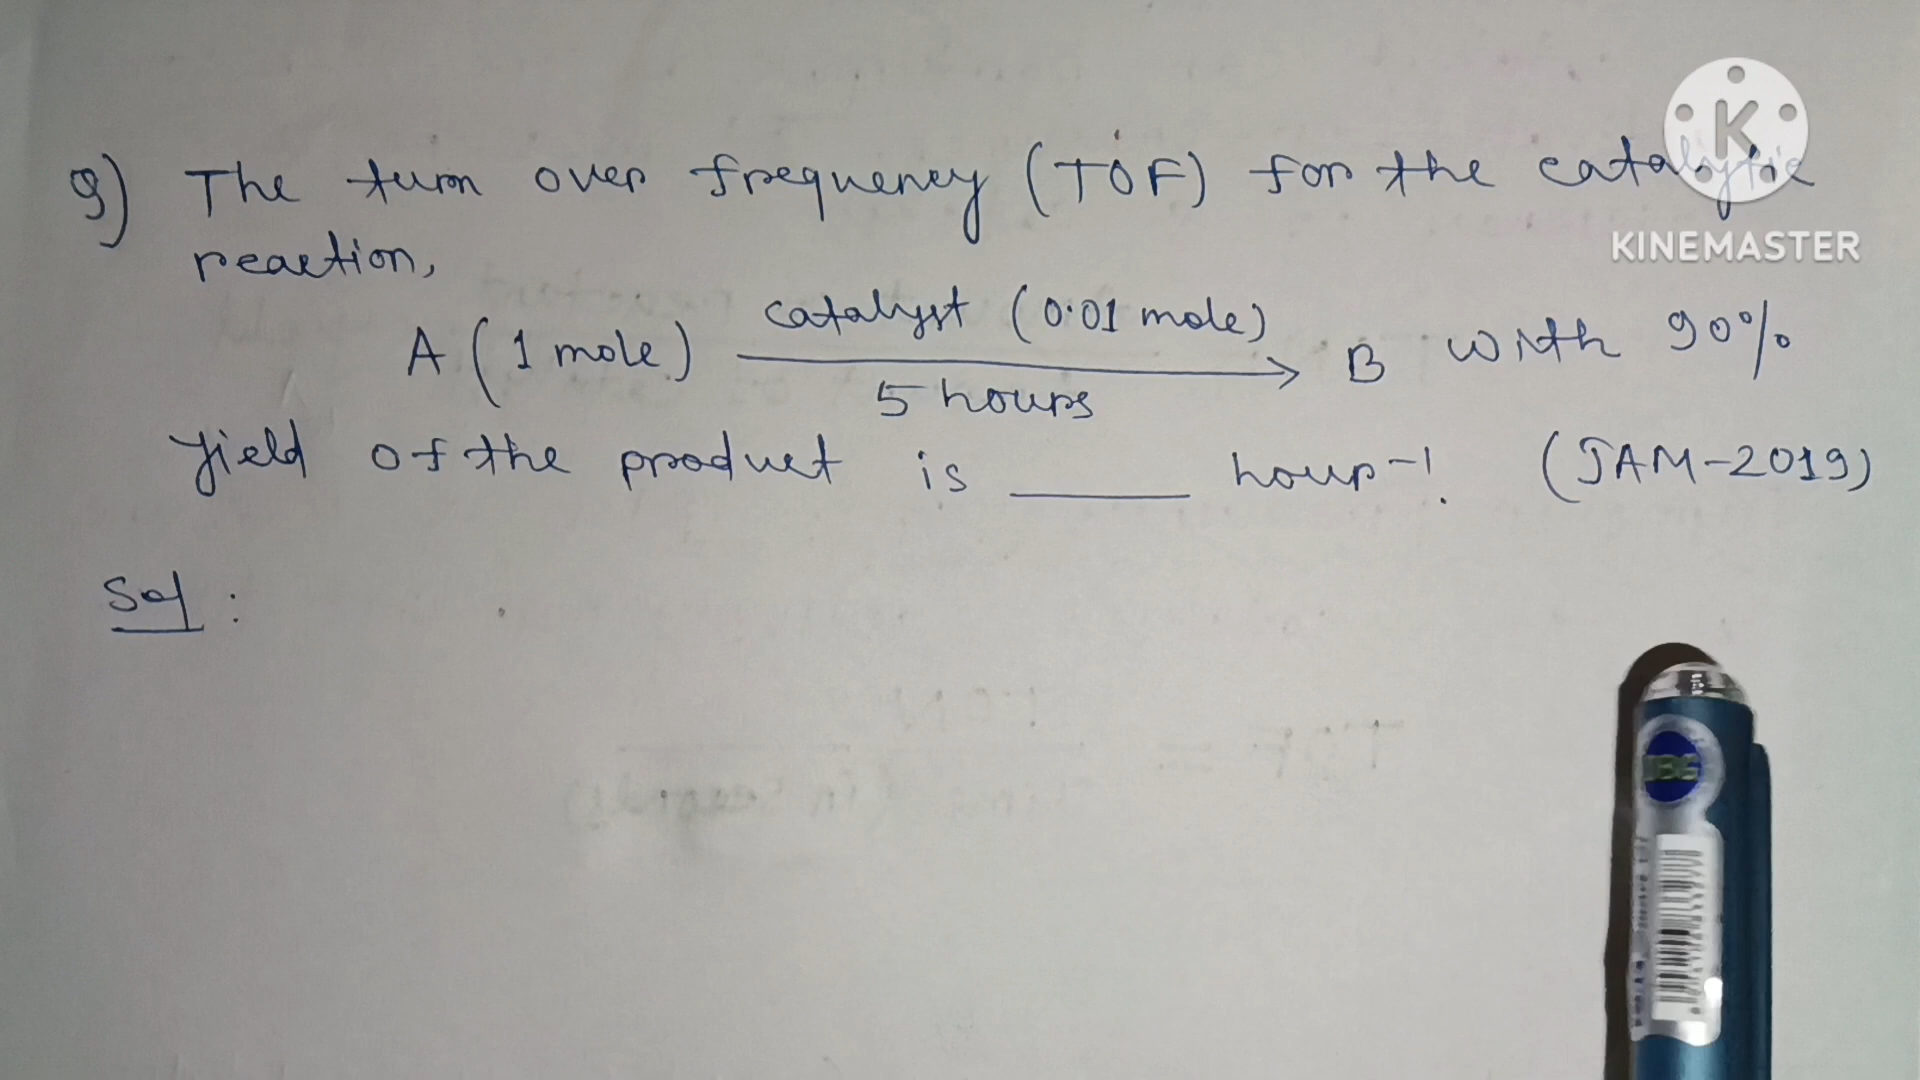 K
KINEMASTER
9) The turn over frequency (TOF) for the catalytic
reaction,
A (1 mole) catalyst (0.01 mole) B with 90%
5 hours
yield of the product is ____ hour-1. (JAM-2019)
Sol :